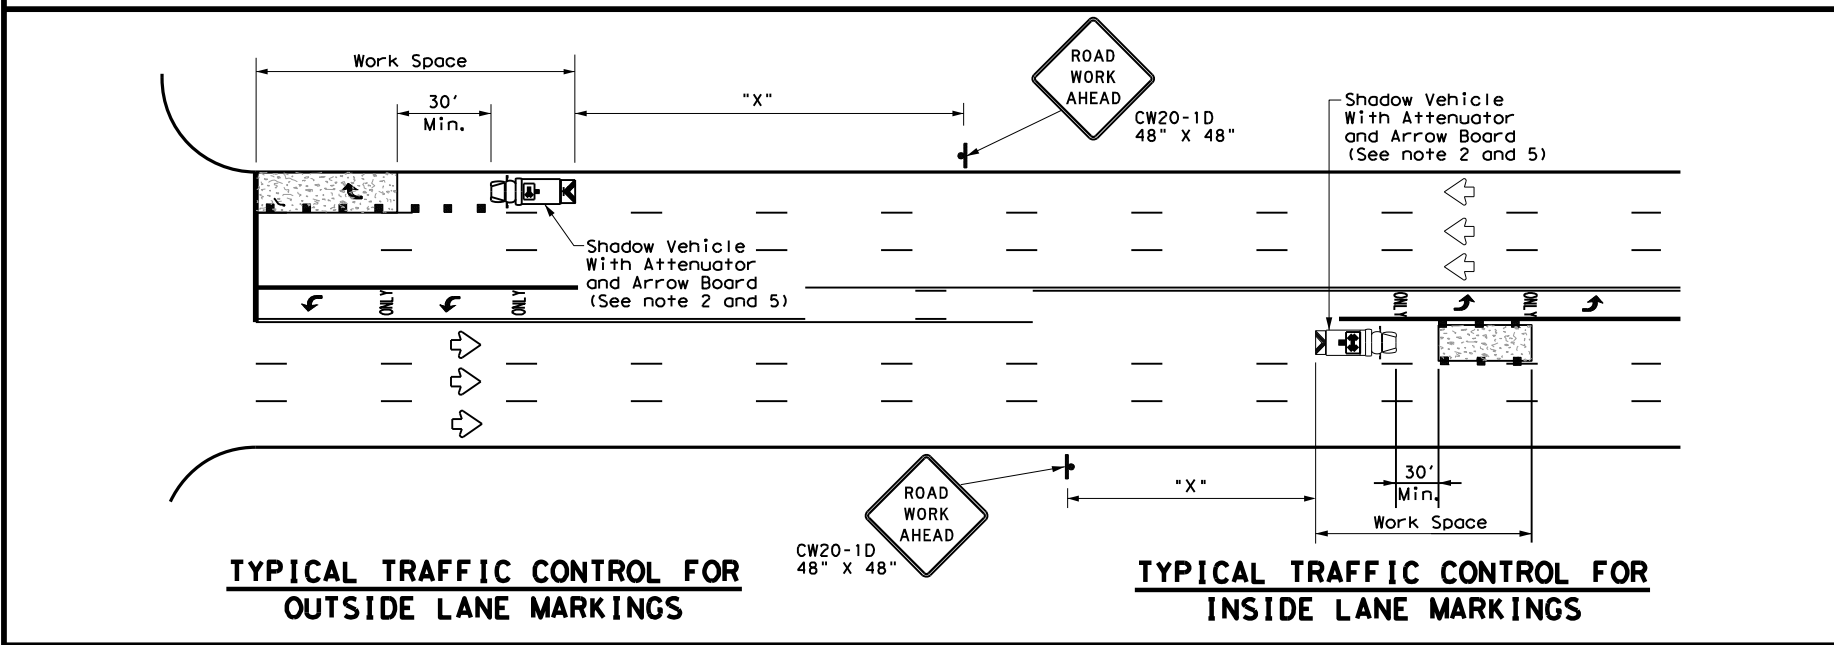 Work Space
30'
Min.
"X"
ROAD
WORK
AHEAD
CW20-1D
48" X 48"
Shadow Vehicle
With Attenuator
and Arrow Board
(See note 2 and 5)
Shadow Vehicle
With Attenuator
and Arrow Board
(See note 2 and 5)
ONLY
ONLY
ONLY
ONLY
ROAD
WORK
AHEAD
CW20-1D
48" X 48"
"X"
30'
Min.
Work Space
TYPICAL TRAFFIC CONTROL FOR
OUTSIDE LANE MARKINGS
TYPICAL TRAFFIC CONTROL FOR
INSIDE LANE MARKINGS